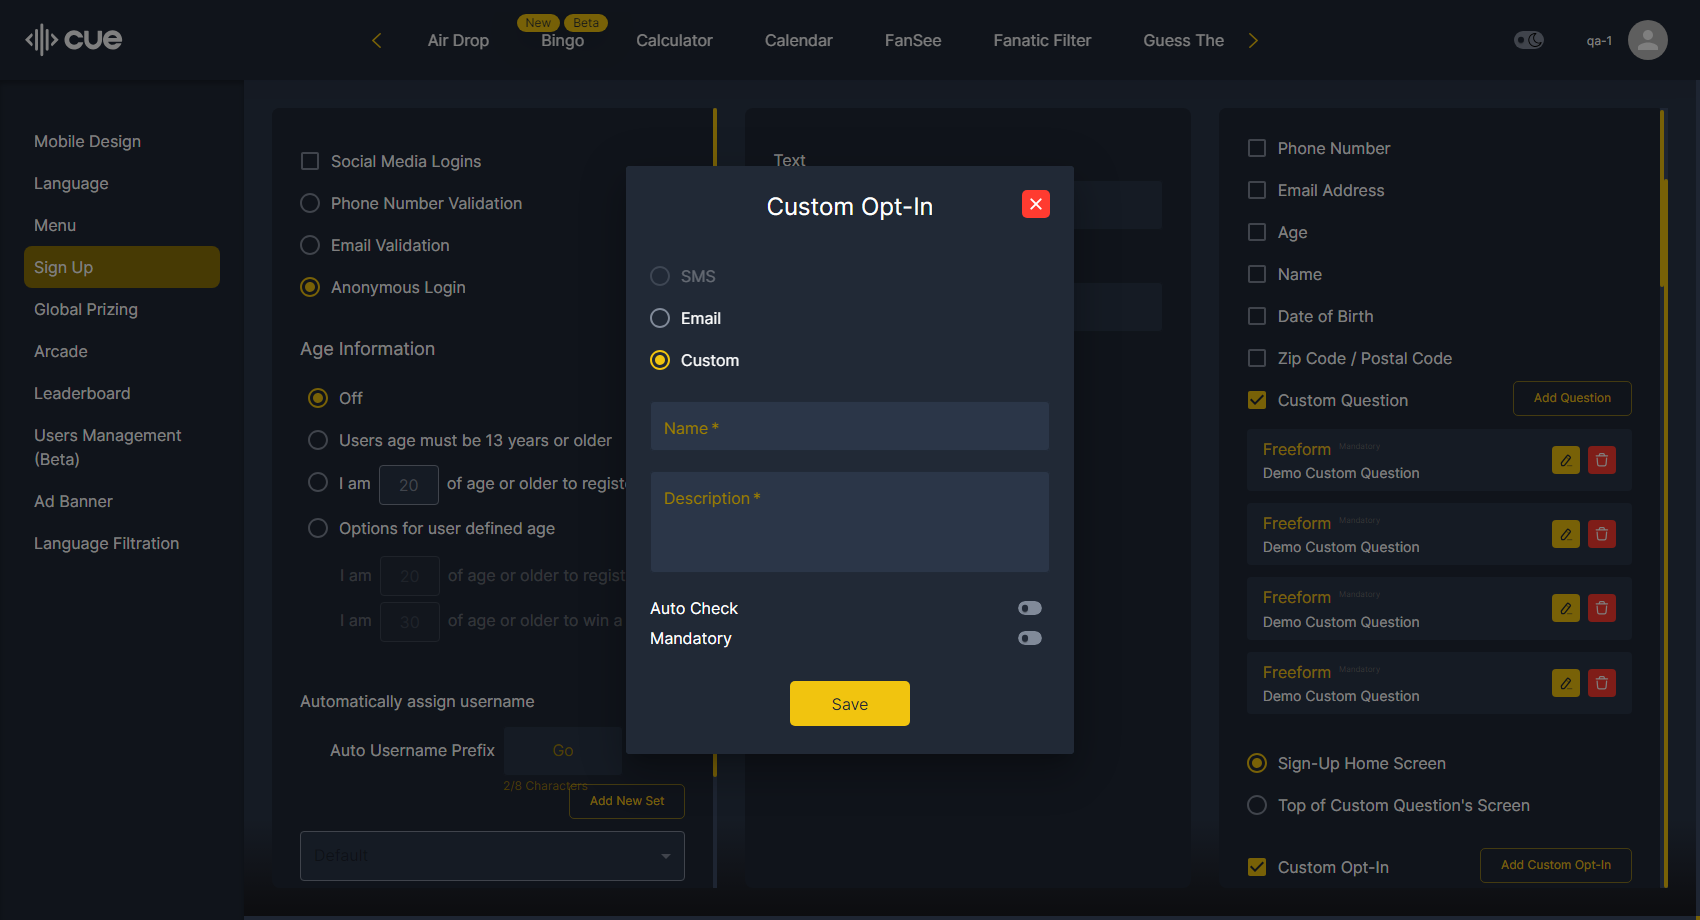 cue
Air Drop
New
Beta
Bingo
Calculator
Calendar
FanSee
Fanatic Filter
Guess The
qa-1
Mobile Design
Language
Menu
Sign Up
Global Prizing
Arcade
Leaderboard
Users Management
(Beta)
Ad Banner
Language Filtration
Social Media Logins
Phone Number Validation
Email Validation
Anonymous Login
Age Information
Off
Users age must be 13 years or older
I am 20 of age or older to registe
Options for user defined age
I am 20 of age or older to regist
I am 30 of age or older to win a
Automatically assign username
Auto Username Prefix Go
2/8 Characters
Add New Set
Default
Text
Custom Opt-In
SMS
Email
Custom
Name *
Description *
Auto Check
Mandatory
Save
Phone Number
Email Address
Age
Name
Date of Birth
Zip Code / Postal Code
Custom Question Add Question
Freeform Mandatory
Demo Custom Question
Freeform Mandatory
Demo Custom Question
Freeform Mandatory
Demo Custom Question
Freeform Mandatory
Demo Custom Question
Sign-Up Home Screen
Top of Custom Question's Screen
Custom Opt-In Add Custom Opt-In